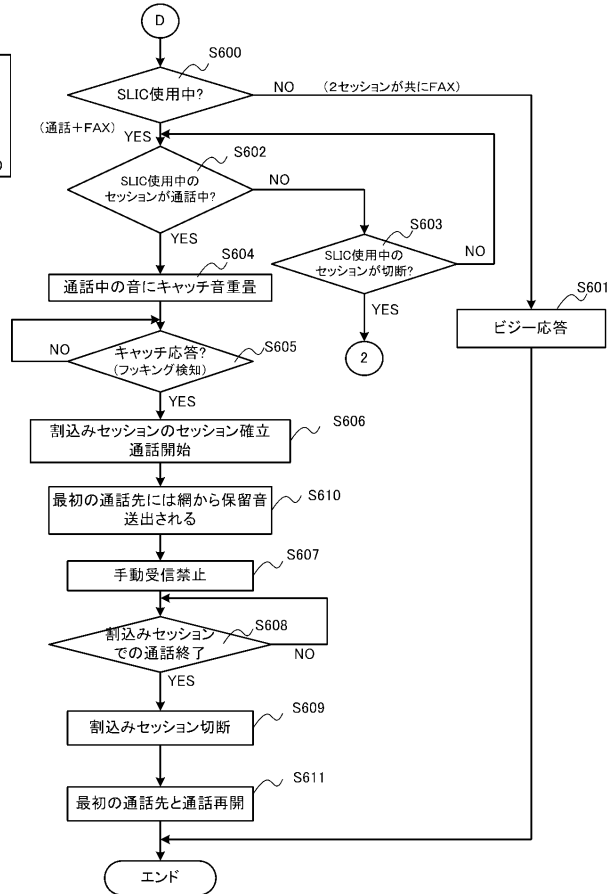 D
S600
SLIC使用中?
NO
(2セッションが共にFAX)
(通話+FAX)
YES
S602
SLIC使用中の
セッションが通話中?
NO
YES
S603
SLIC使用中の
セッションが切断?
NO
YES
2
S601
ビジー応答
S604
通話中の音にキャッチ音重畳
キャッチ応答?
(フッキング検知)
S605
NO
YES
S606
割込みセッションのセッション確立
通話開始
S610
最初の通話先には網から保留音
送出される
S607
手動受信禁止
割込みセッション
での通話終了
S608
NO
YES
S609
割込みセッション切断
S611
最初の通話先と通話再開
エンド